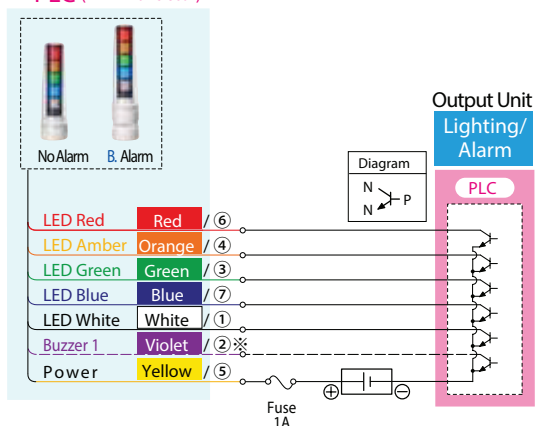 PLC
No Alarm B. Alarm
Output Unit
Lighting/
Alarm
Diagram
N
P
N
PLC
LED Red Red / ⑥
LED Amber Orange / ④
LED Green Green / ③
LED Blue Blue / ⑦
LED White White / ①
Buzzer 1 Violet / ②※
Power Yellow / ⑤
⊕ ⊖
Fuse
1A